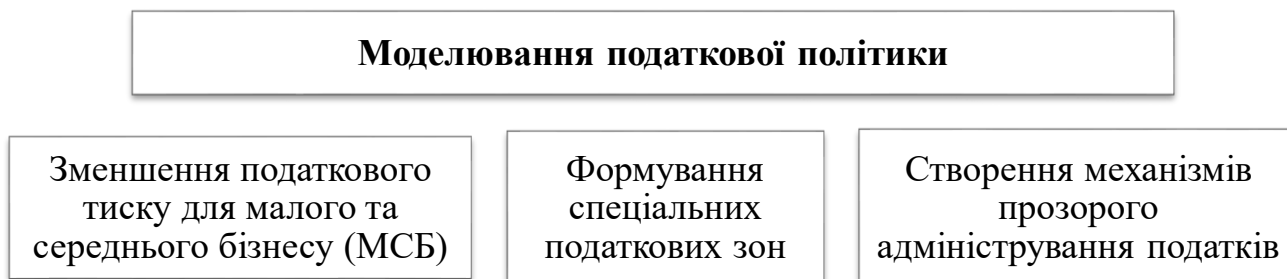 Моделювання податкової політики
Зменшення податкового
тиску для малого та
середнього бізнесу (МСБ)
Формування
спеціальних
податкових зон
Створення механізмів
прозорого
адміністрування податків